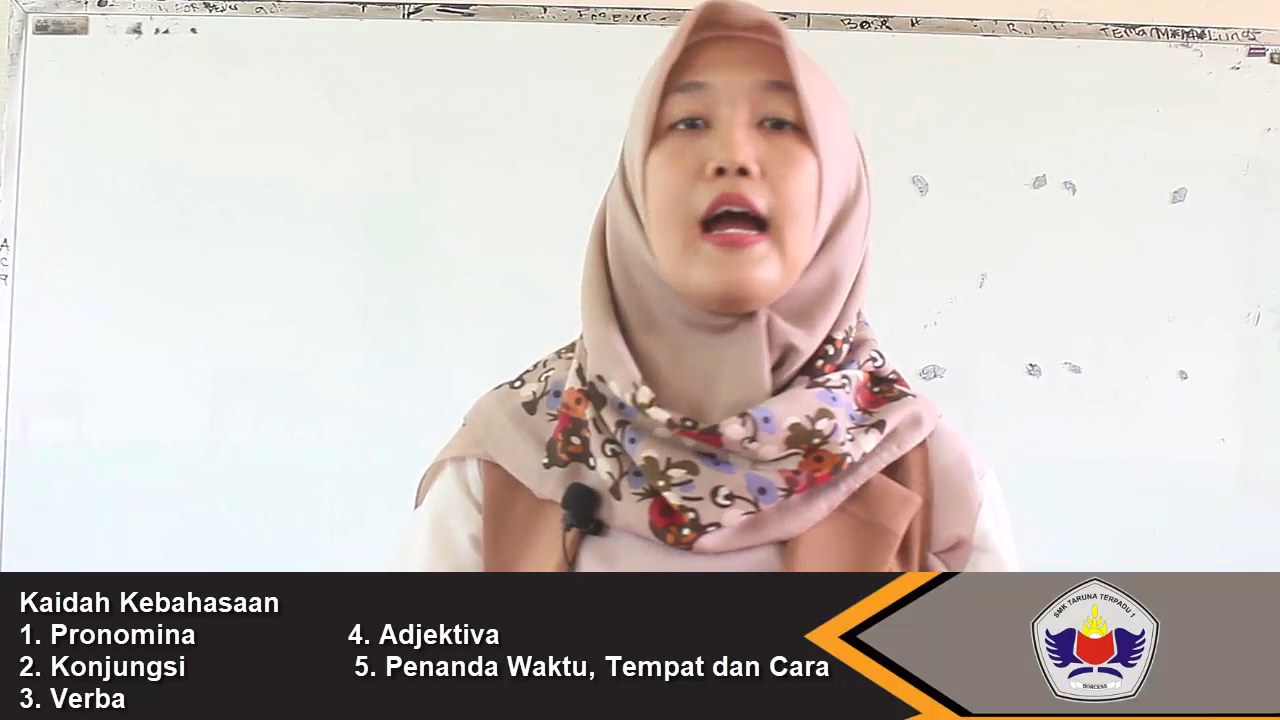 Kaidah Kebahasaan
1. Pronomina
2. Konjungsi
3. Verba
4. Adjektiva
5. Penanda Waktu, Tempat dan Cara
SMK TARUNA TERPADU 1
BORCESS